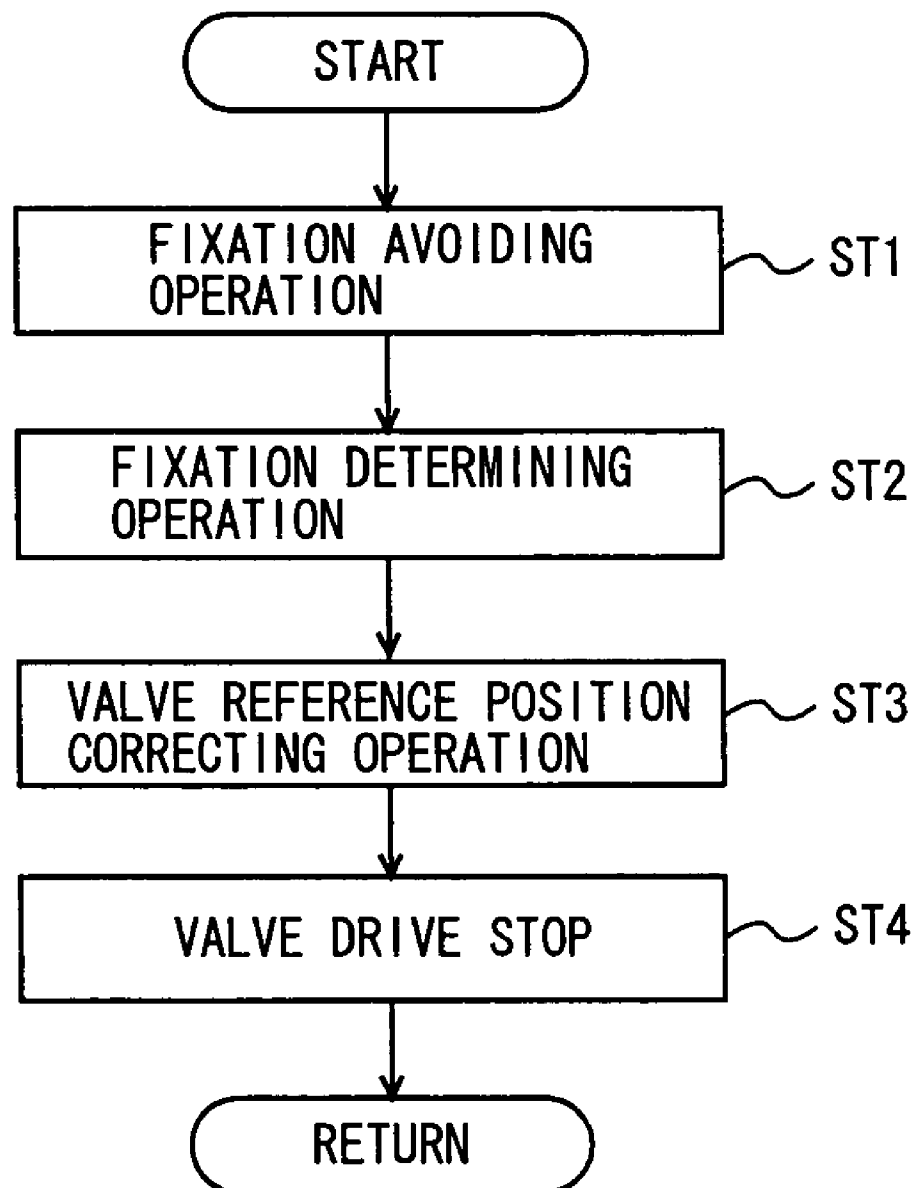 START
FIXATION AVOIDING
OPERATION
ST1
FIXATION DETERMINING
OPERATION
ST2
VALVE REFERENCE POSITION
CORRECTING OPERATION
ST3
VALVE DRIVE STOP
ST4
RETURN